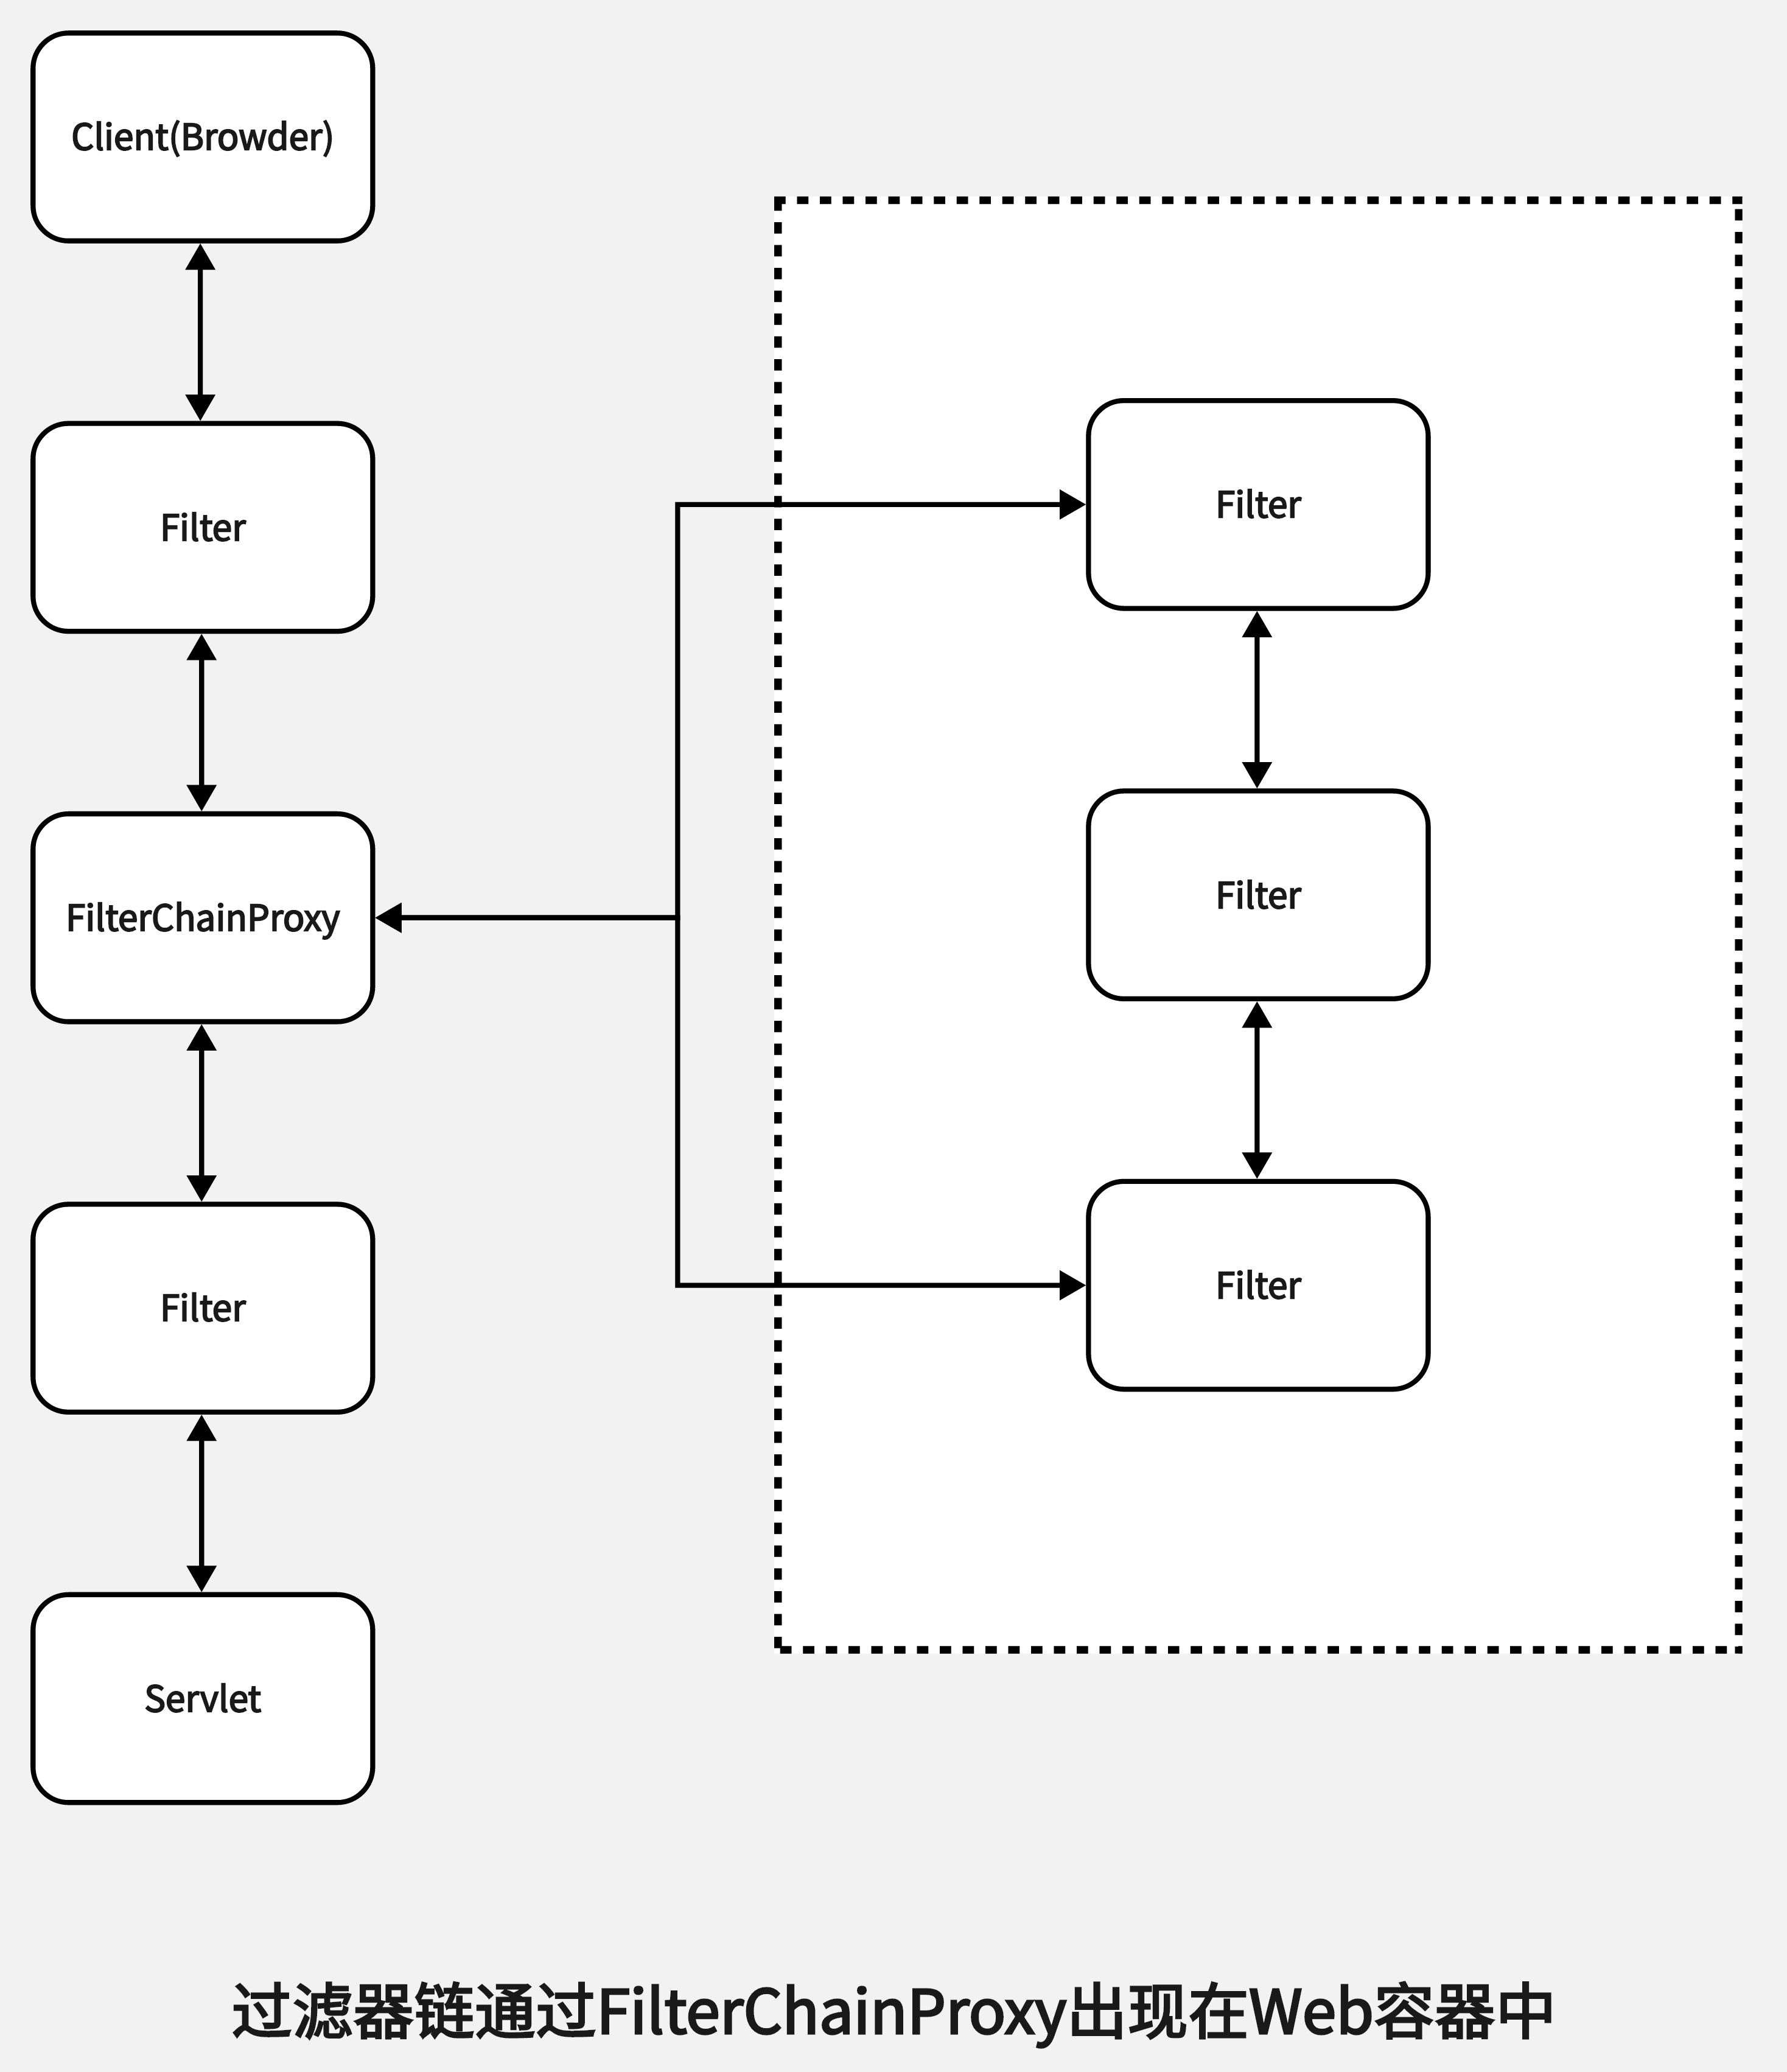 Client(Browder)
Filter
FilterChainProxy
Filter
Servlet
Filter
Filter
Filter
过滤器链通过FilterChainProxy出现在Web容器中